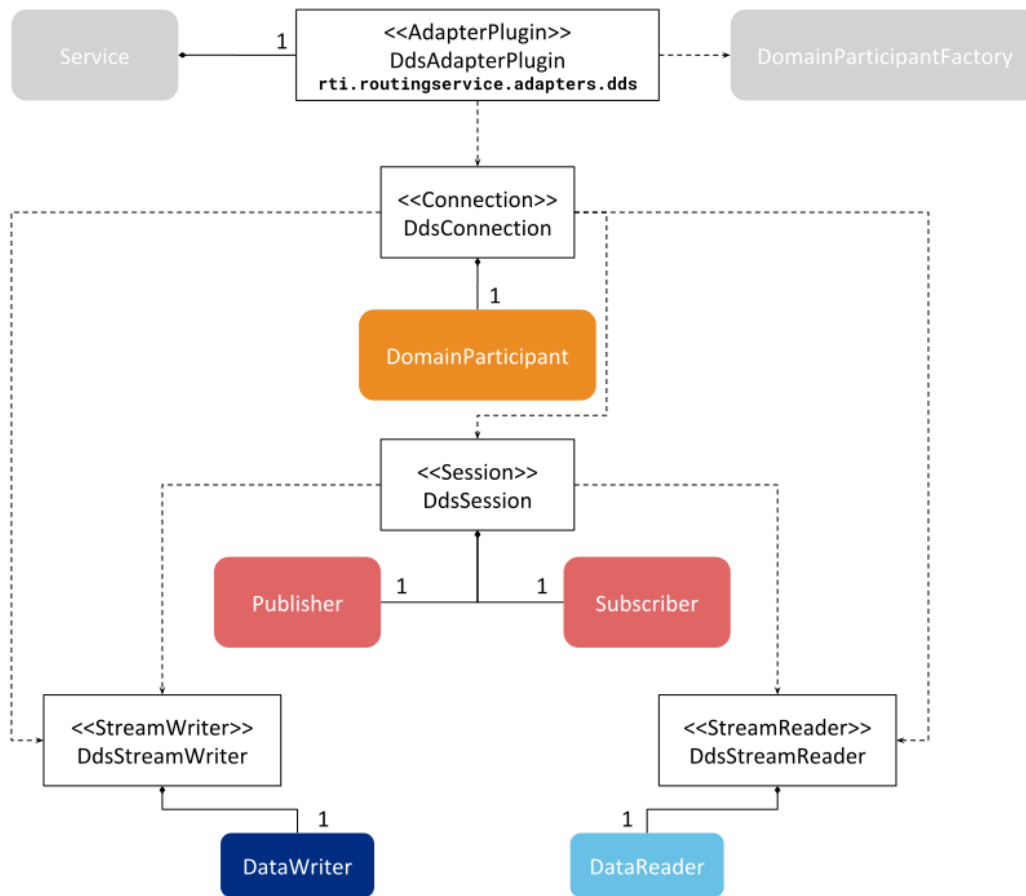 Service
1
<<AdapterPlugin>>
DdsAdapterPlugin
rti.routingservice.adapters.dds
DomainParticipantFactory
<<Connection>>
DdsConnection
1
DomainParticipant
<<Session>>
DdsSession
Publisher
1
1
Subscriber
<<StreamWriter>>
DdsStreamWriter
<<StreamReader>>
DdsStreamReader
1
1
DataWriter
DataReader